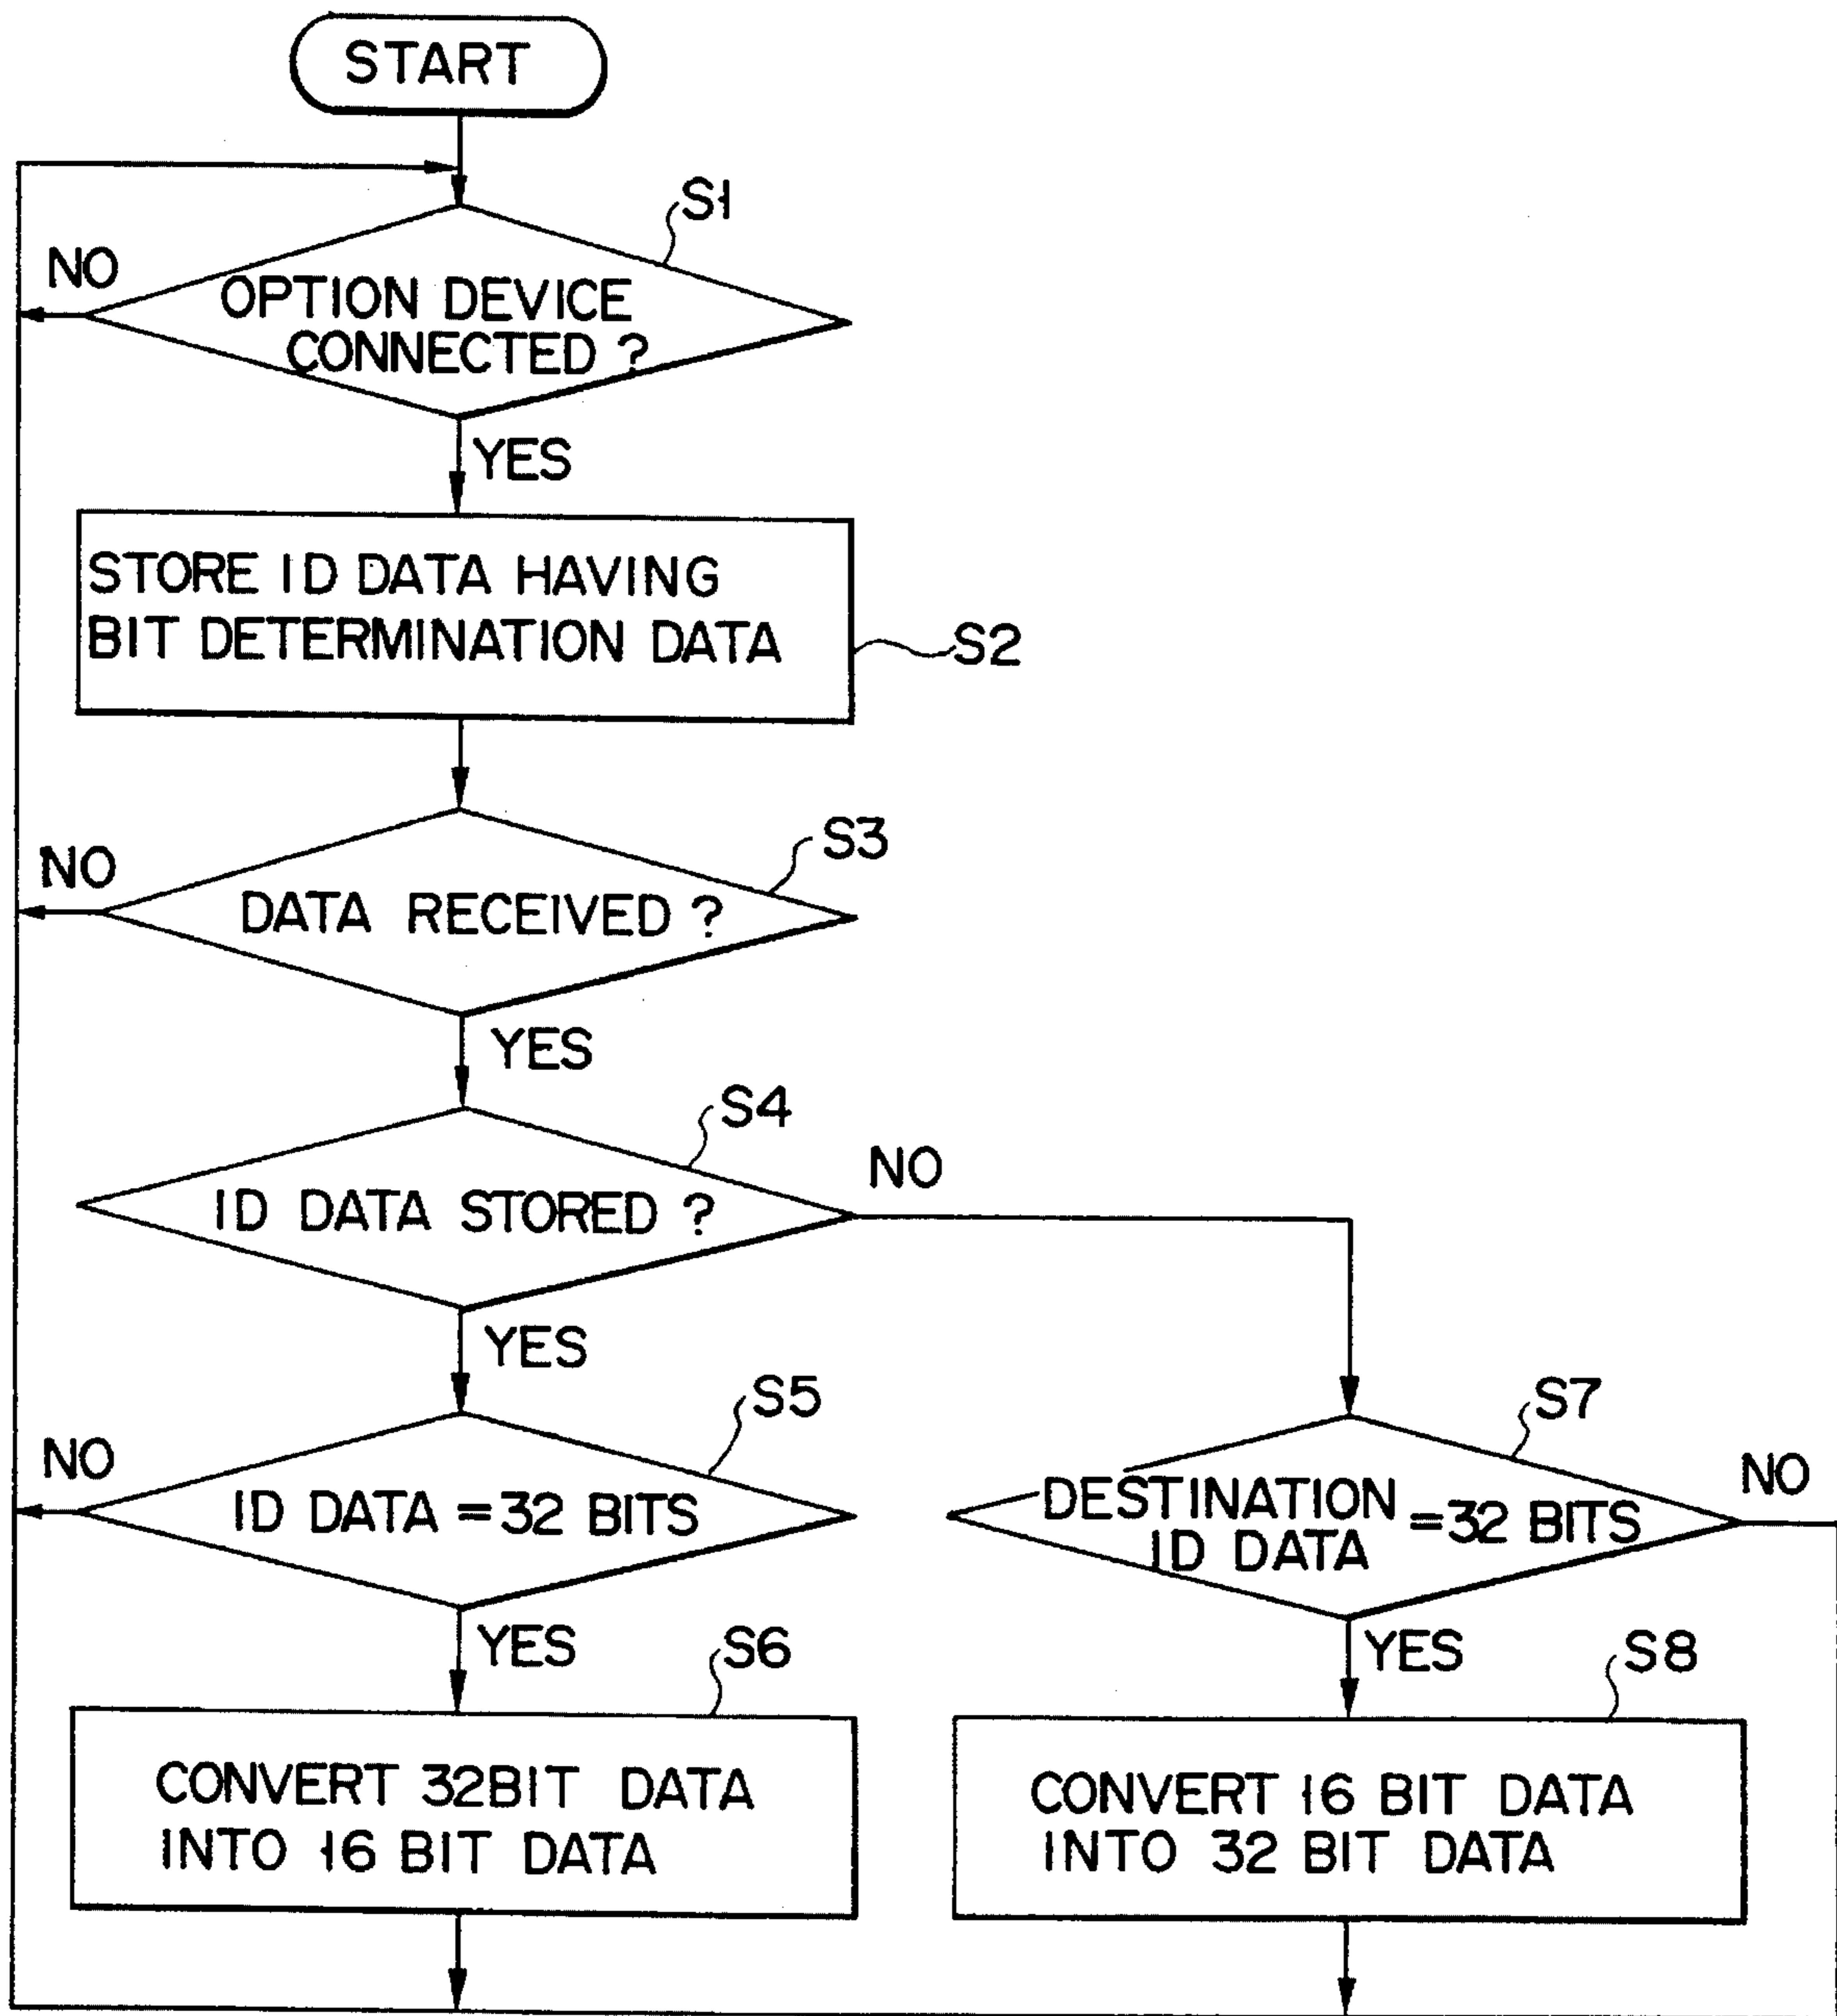 START
S1
NO
OPTION DEVICE
CONNECTED ?
YES
STORE ID DATA HAVING
BIT DETERMINATION DATA
S2
S3
NO
DATA RECEIVED ?
YES
S4
NO
ID DATA STORED ?
YES
S5
NO
ID DATA = 32 BITS
S7
NO
DESTINATION
ID DATA
= 32 BITS
YES
S6
CONVERT 32BIT DATA
INTO 16 BIT DATA
YES
S8
CONVERT 16 BIT DATA
INTO 32 BIT DATA